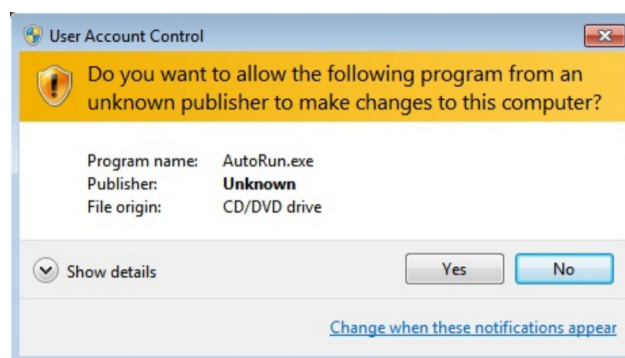 User Account Control
Do you want to allow the following program from an
unknown publisher to make changes to this computer?
Program name: AutoRun.exe
Publisher: Unknown
File origin: CD/DVD drive
Show details
Yes
No
Change when these notifications appear